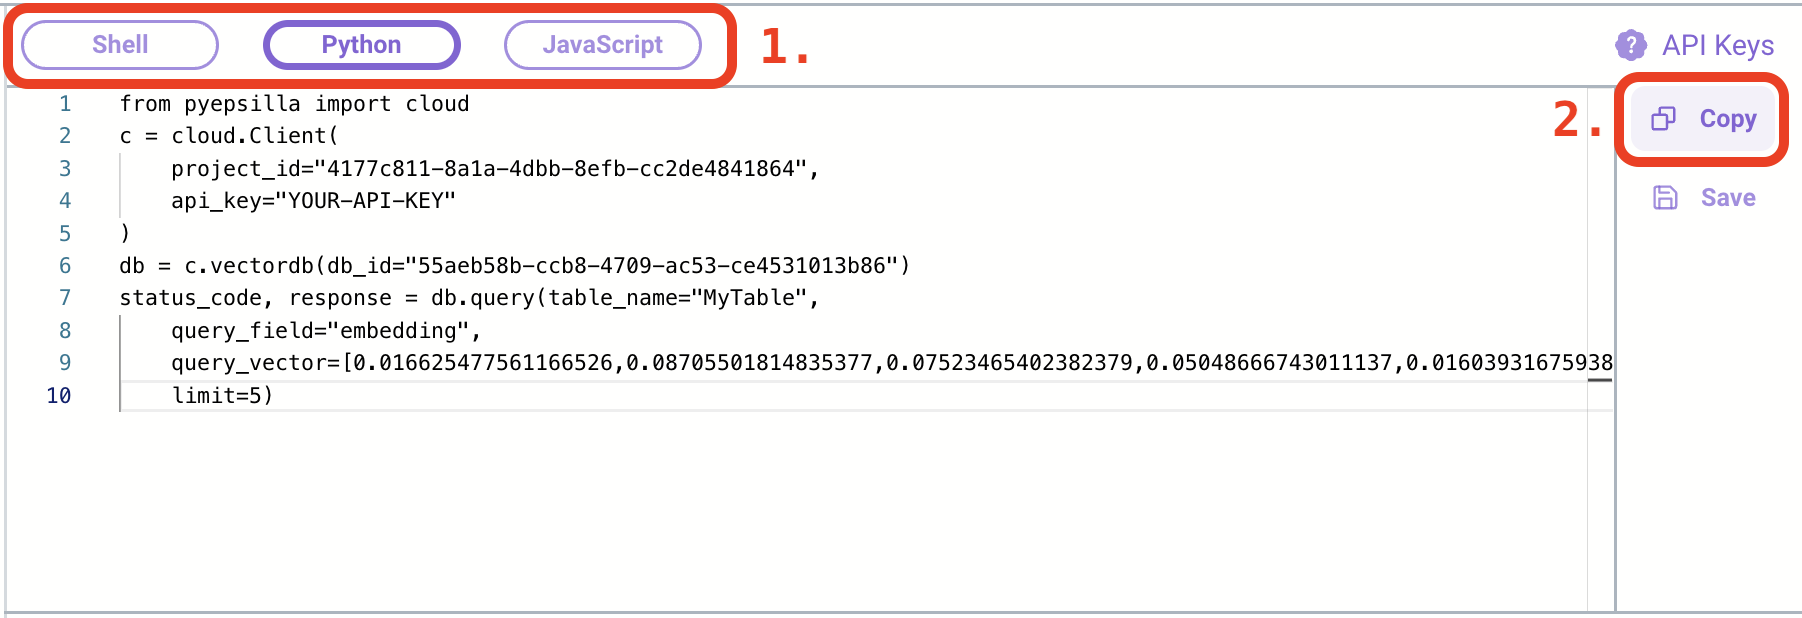 Shell Python JavaScript 1. API Keys
1 from pyepsilla import cloud
2 c = cloud.Client(
3 project_id="4177c811-8a1a-4dbb-8efb-cc2de4841864",
4 api_key="YOUR-API-KEY"
5 )
6 db = c.vectordb(db_id="55aeb58b-ccb8-4709-ac53-ce4531013b86")
7 status_code, response = db.query(table_name="MyTable",
8 query_field="embedding",
9 query_vector=[0.016625477561166526,0.08705501814835377,0.07523465402382379,0.05048666743011137,0.01603931675938
10 limit=5)
2. Copy
Save